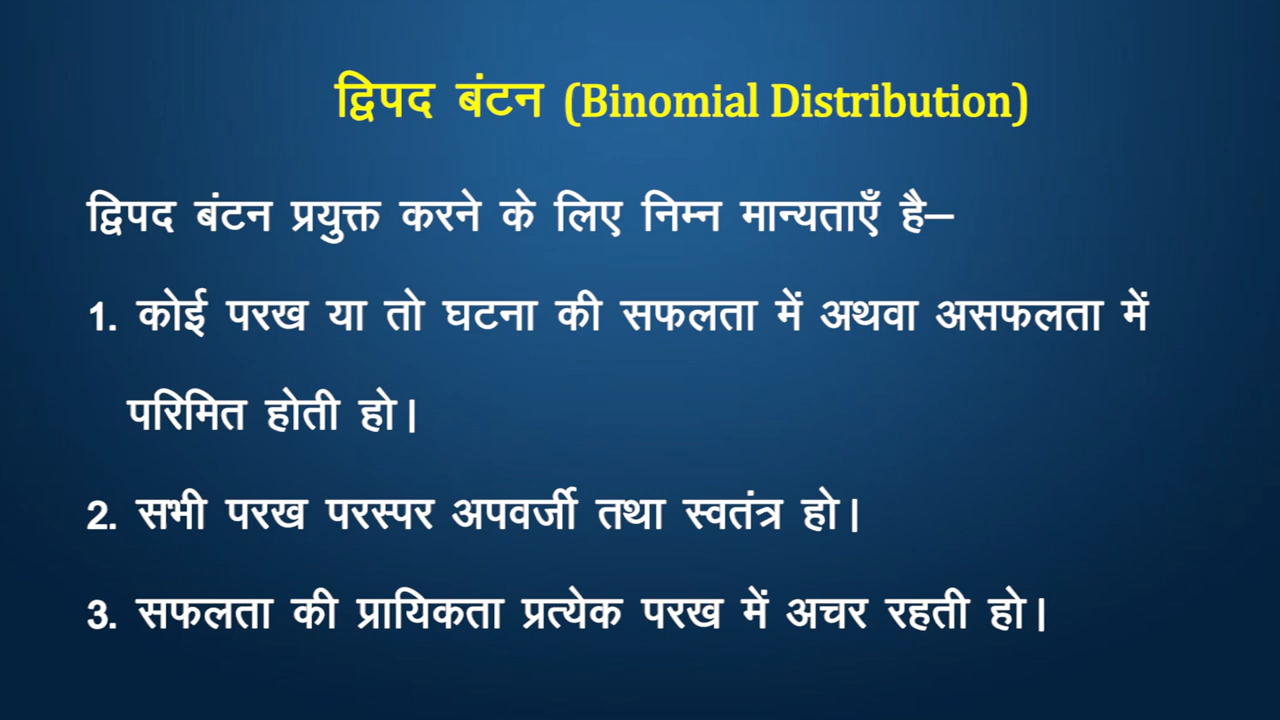 द्विपद बंटन (Binomial Distribution)
द्विपद बंटन प्रयुक्त करने के लिए निम्न मान्यताएँ है–
1. कोई परख या तो घटना की सफलता में अथवा असफलता में
परिमित होती हो।
2. सभी परख परस्पर अपवर्जी तथा स्वतंत्र हो।
3. सफलता की प्रायिकता प्रत्येक परख में अचर रहती हो।